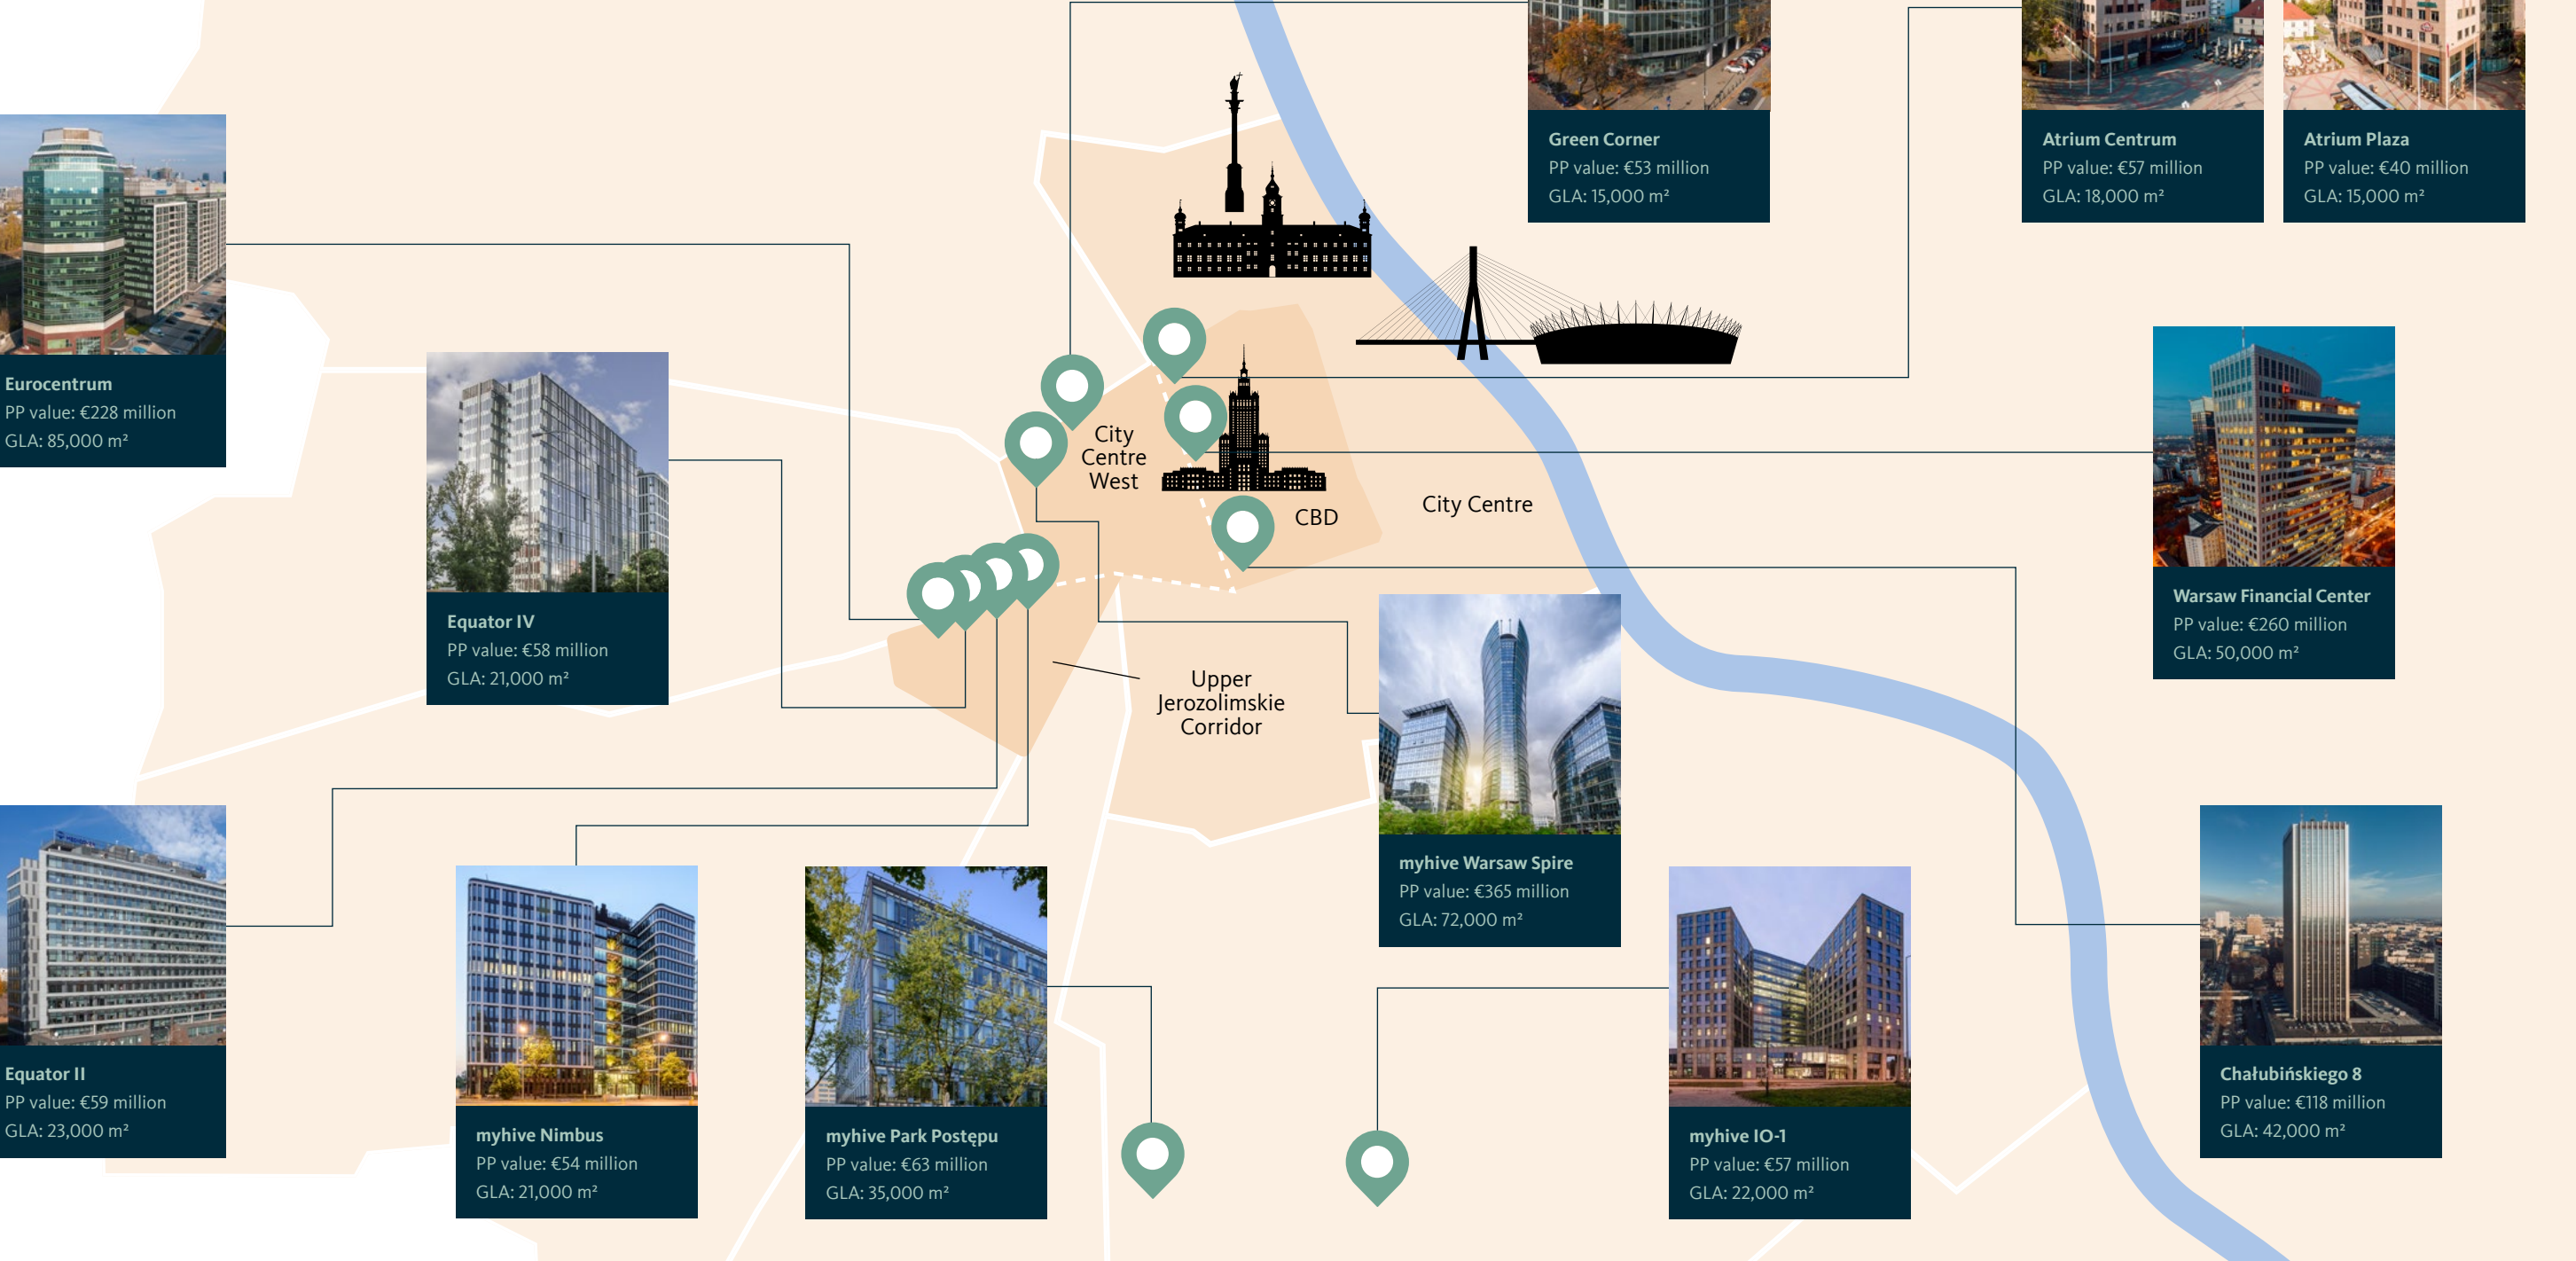 Green Corner
PP value: €53 million
GLA: 15,000 m²
Atrium Centrum
PP value: €57 million
GLA: 18,000 m²
Atrium Plaza
PP value: €40 million
GLA: 15,000 m²
Eurocentrum
PP value: €228 million
GLA: 85,000 m²
Equator IV
PP value: €58 million
GLA: 21,000 m²
City
Centre
West
CBD
City Centre
Warsaw Financial Center
PP value: €260 million
GLA: 50,000 m²
Upper
Jerozolimskie
Corridor
myhive Warsaw Spire
PP value: €365 million
GLA: 72,000 m²
Equator II
PP value: €59 million
GLA: 23,000 m²
myhive Nimbus
PP value: €54 million
GLA: 21,000 m²
myhive Park Postępu
PP value: €63 million
GLA: 35,000 m²
myhive IO-1
PP value: €57 million
GLA: 22,000 m²
Chałubińskiego 8
PP value: €118 million
GLA: 42,000 m²